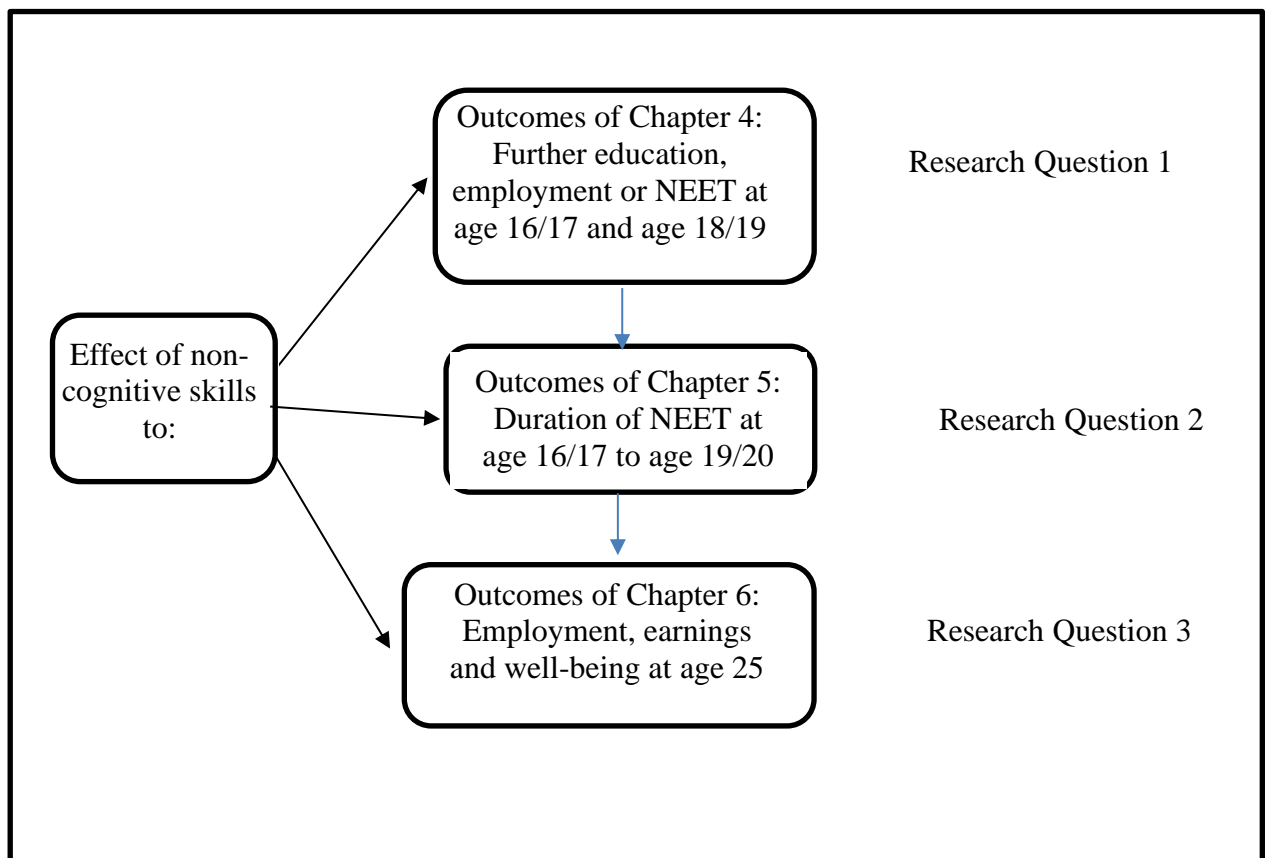 Outcomes of Chapter 4:
Further education,
employment or NEET at
age 16/17 and age 18/19
Research Question 1
Effect of non-
cognitive skills
to:
Outcomes of Chapter 5:
Duration of NEET at
age 16/17 to age 19/20
Research Question 2
Outcomes of Chapter 6:
Employment, earnings
and well-being at age 25
Research Question 3